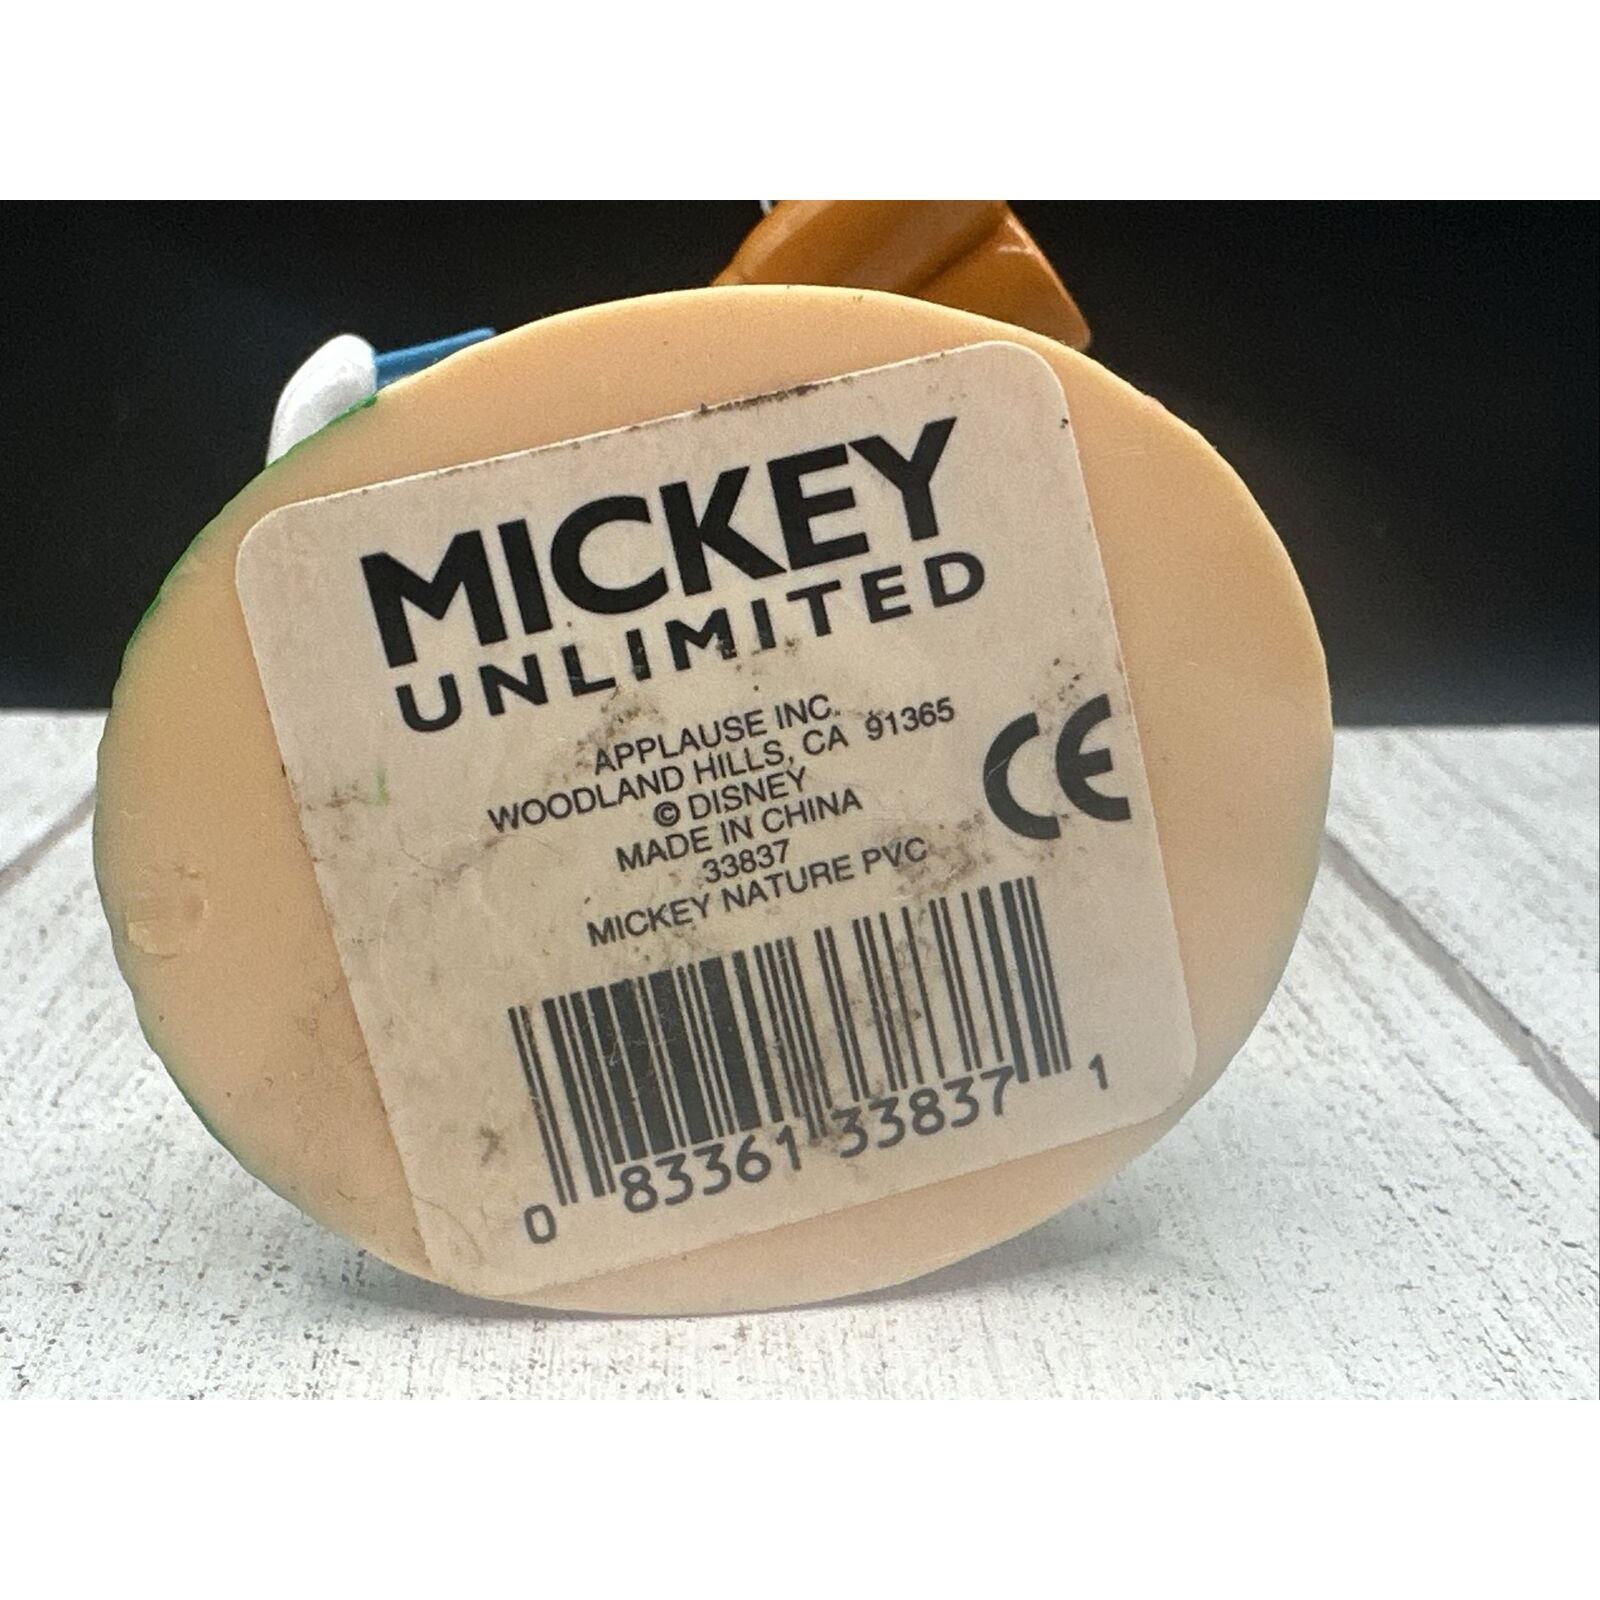 MICKEY
UNLIMITED
APPLAUSE INC.
WOODLAND HILLS, CA 91365
© DISNEY
MADE IN CHINA
33837
MICKEY NATURE PVC
CE
0 83361 33837 1